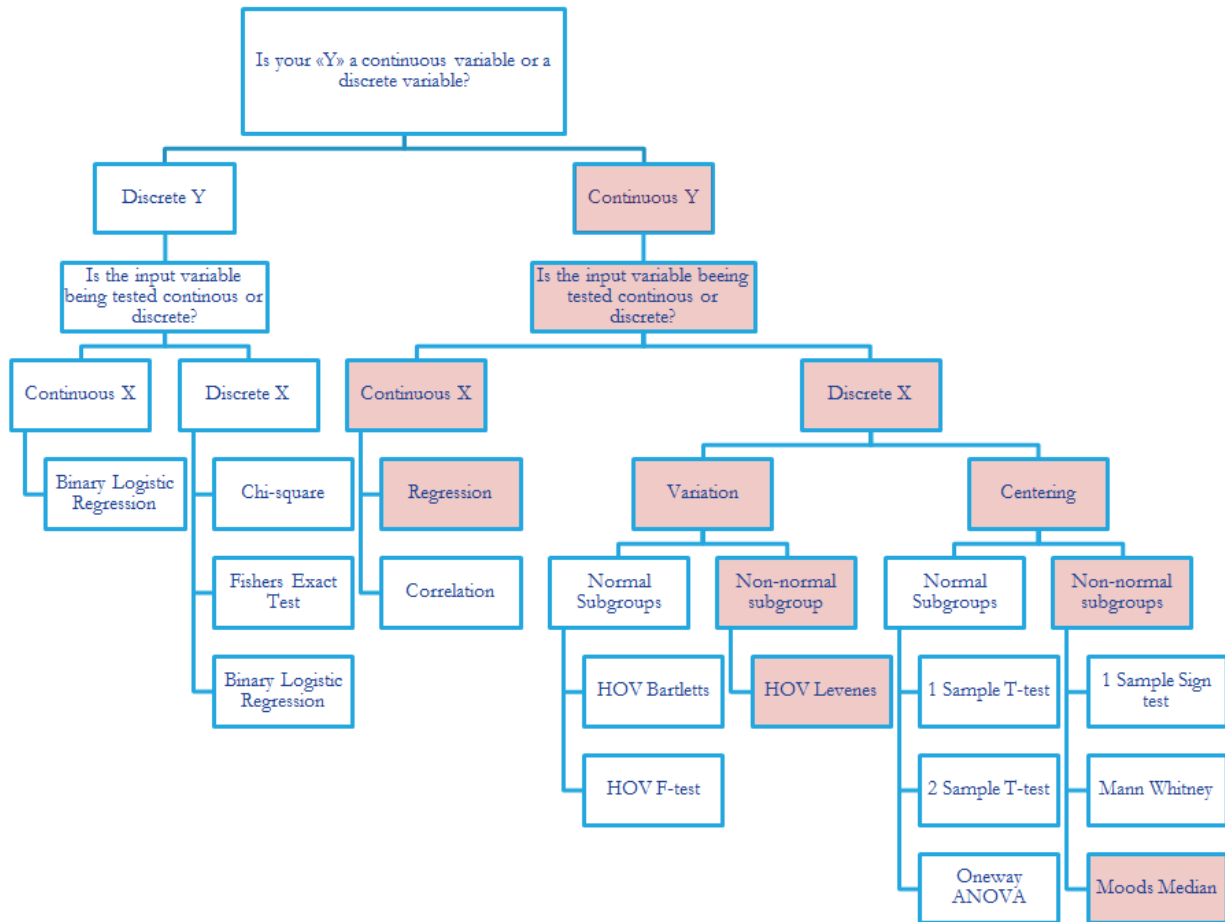 Is your «Y» a continuous variable or a
discrete variable?
Discrete Y
Continuous Y
Is the input variable
being tested continous or
discrete?
Is the input variable beeing
tested continous or
discrete?
Continuous X
Discrete X
Continuous X
Discrete X
Binary Logistic
Regression
Chi-square
Regression
Variation
Centering
Fishers Exact
Test
Correlation
Normal
Subgroups
Non-normal
subgroup
Normal
Subgroups
Non-normal
subgroups
Binary Logistic
Regression
HOV Bartletts
HOV Levenes
1 Sample T-test
1 Sample Sign
test
HOV F-test
2 Sample T-test
Mann Whitney
Oneway
ANOVA
Moods Median